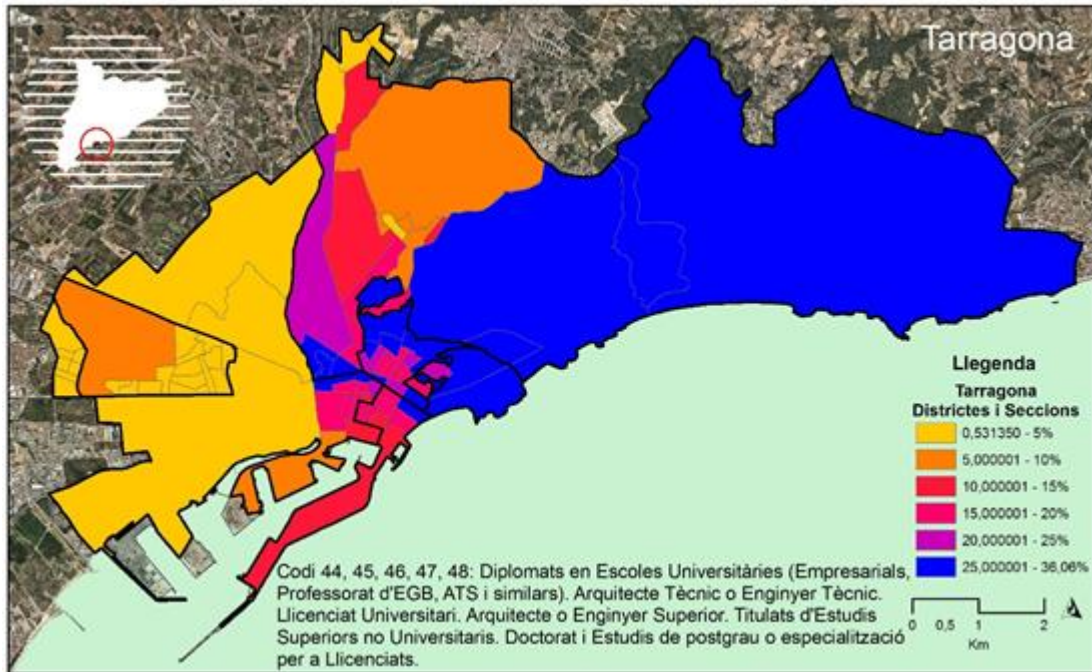 Tarragona
Llegenda
Tarragona
Districtes i Seccions
0,531350 - 5%
5,000001 - 10%
10,000001 - 15%
15,000001 - 20%
20,000001 - 25%
25,000001 - 36,06%
0 0,5 1 2
Km
Codi 44, 45, 46, 47, 48: Diplomats en Escoles Universitàries (Empresarials,
Professorat d'EGB, ATS i similars). Arquitecte Tècnic o Enginyer Tècnic.
Llicenciat Universitari. Arquitecte o Enginyer Superior. Titulats d'Estudis
Superiors no Universitaris. Doctorat i Estudis de postgrau o especialització
per a Llicenciats.